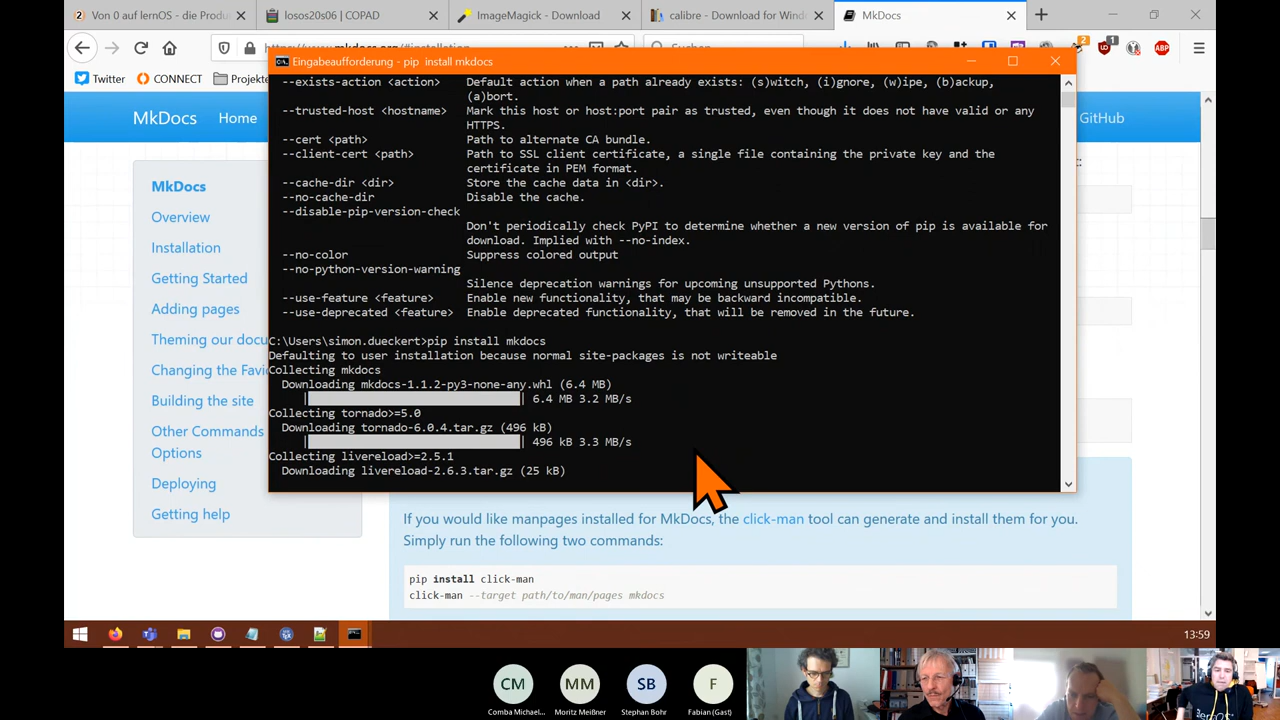 Von 0 auf lernOS - die Produ
losos20s06 | COPAD
ImageMagick - Download
calibre - Download for Wind
MkDocs
https://www.mkdocs.org/#installation
Suchen
2
ABP
Twitter
CONNECT
Projekte
Eingabeaufforderung - pip install mkdocs
MkDocs
Home
GitHub
MkDocs
Overview
Installation
Getting Started
Adding pages
Theming our docu
Changing the Favi
Building the site
Other Commands
Options
Deploying
Getting help
--exists-action <action> Default action when a path already exists: (s)witch, (i)gnore, (w)ipe, (b)ackup,
(a)bort.
--trusted-host <hostname> Mark this host or host:port pair as trusted, even though it does not have valid or any
HTTPS.
--cert <path> Path to alternate CA bundle.
--client-cert <path> Path to SSL client certificate, a single file containing the private key and the
certificate in PEM format.
--cache-dir <dir> Store the cache data in <dir>.
--no-cache-dir Disable the cache.
--disable-pip-version-check
Don't periodically check PyPI to determine whether a new version of pip is available for
download. Implied with --no-index.
--no-color Suppress colored output
--no-python-version-warning
Silence deprecation warnings for upcoming unsupported Pythons.
--use-feature <feature> Enable new functionality, that may be backward incompatible.
--use-deprecated <feature> Enable deprecated functionality, that will be removed in the future.
C:\Users\simon.dueckert>pip install mkdocs
Defaulting to user installation because normal site-packages is not writeable
Collecting mkdocs
Downloading mkdocs-1.1.2-py3-none-any.whl (6.4 MB)
| | 6.4 MB 3.2 MB/s
Collecting tornado>=5.0
Downloading tornado-6.0.4.tar.gz (496 kB)
| | 496 kB 3.3 MB/s
Collecting livereload>=2.5.1
Downloading livereload-2.6.3.tar.gz (25 kB)
If you would like manpages installed for MkDocs, the click-man tool can generate and install them for you.
Simply run the following two commands:
pip install click-man
click-man --target path/to/man/pages mkdocs
13:59
CM
MM
SB
F
Comba Michael...
Moritz Meißner
Stephan Bohr
Fabian (Gast)